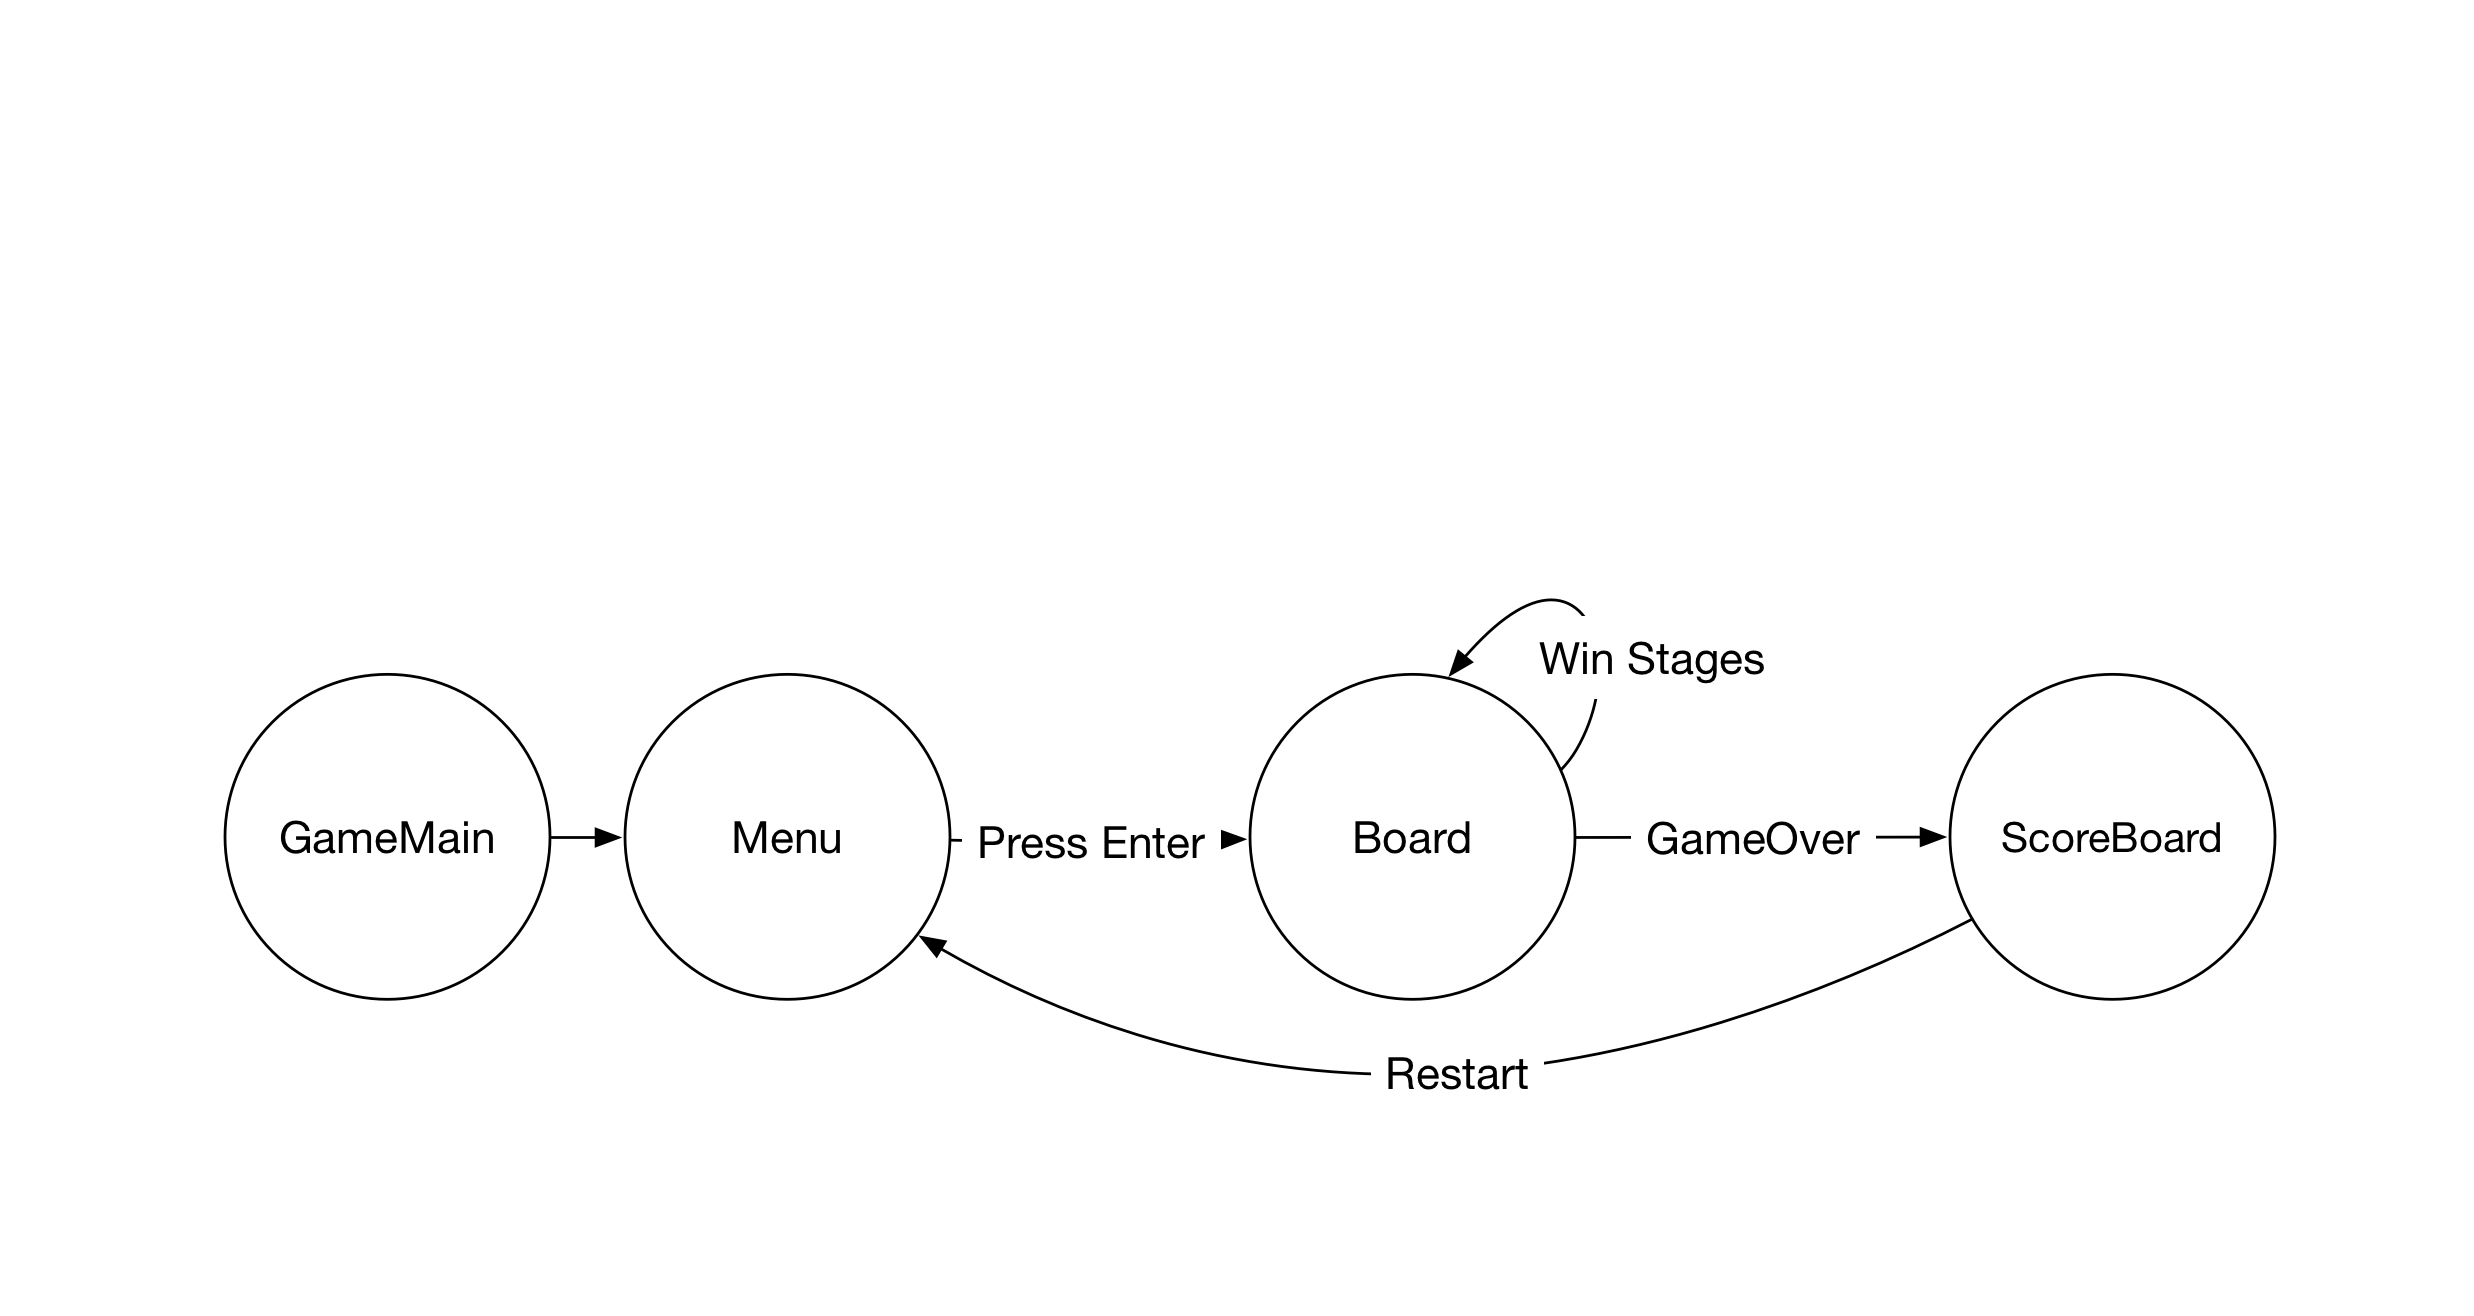 Win Stages
GameMain
Menu
Press Enter
Board
GameOver
ScoreBoard
Restart